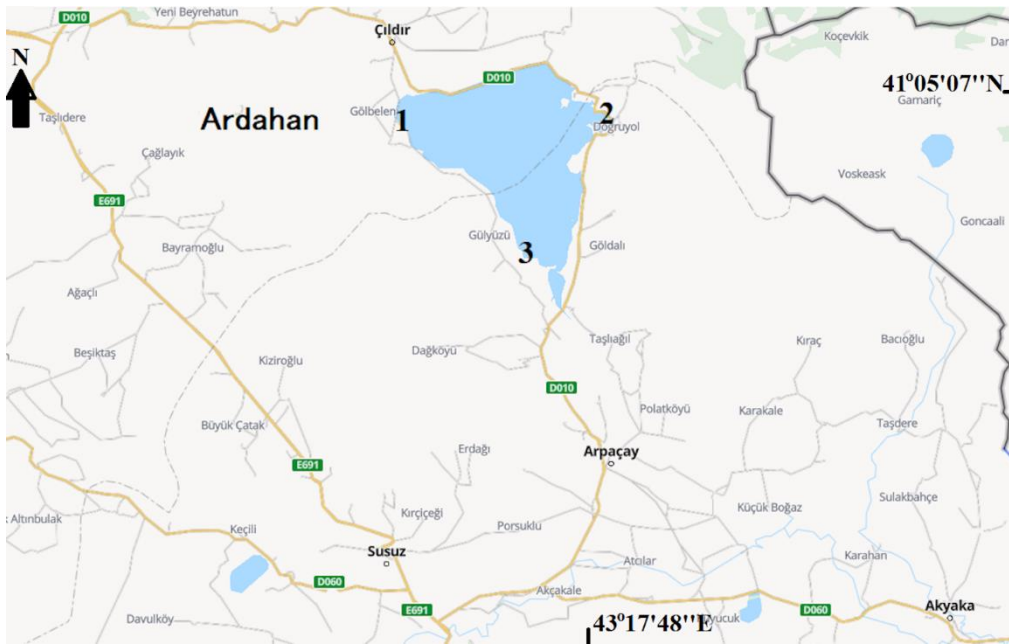 D010
Yeni Beyrehatun
Çıldır
Koçevkik
Dar
N
D010
41°05'07''N
Gamariç
Taşlıdere
Gölbelen
1
2
Ardahan
Doğruyol
Çağlayık
Voskeask
E691
Goncaali
Gülyüzü
3
Göldalı
Bayramoğlu
Ağaçlı
Beşiktaş
Kiziroğlu
Dağköyü
Taşlıağıl
Kıraç
Bacıoğlu
D010
Polatköyü
Karakale
Büyük Çatak
Taşdere
Erdağı
Arpaçay
E691
Sulakbahçe
Küçük Boğaz
Kırçiçeği
k Altınbulak
Keçili
Porsuklu
Susuz
Atcılar
Karahan
D060
Akçakale
Akyaka
E691
D060
Davulköy
43°17'48''E
yucuk